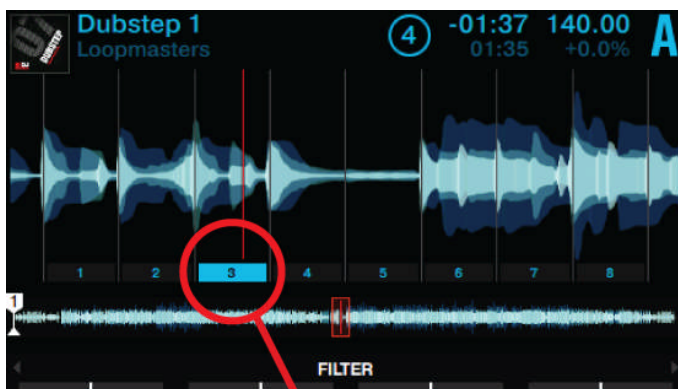 Dubstep 1 4 -01:37 140.00 A
Loopmasters 01:35 +0.0%
DUBSTEP
1 2 3 4 5 6 7 8
1
FILTER